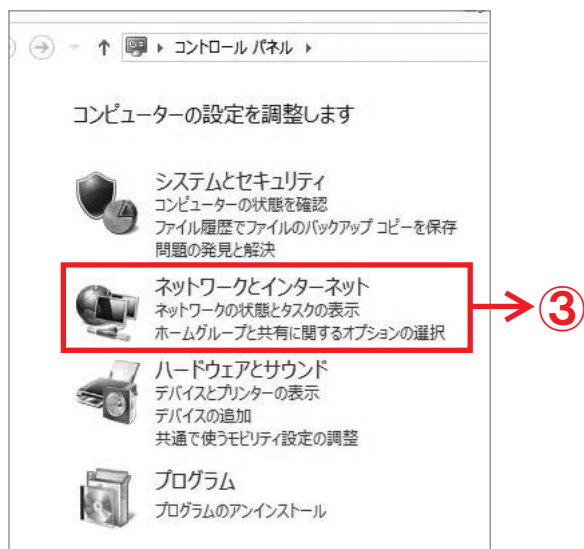 コントロール パネル
コンピューターの設定を調整します
システムとセキュリティ
コンピューターの状態を確認
ファイル履歴でファイルのバックアップ コピーを保存
問題の発見と解決
ネットワークとインターネット
ネットワークの状態とタスクの表示
ホームグループと共有に関するオプションの選択
③
ハードウェアとサウンド
デバイスとプリンターの表示
デバイスの追加
共通で使うモビリティ設定の調整
プログラム
プログラムのアンインストール